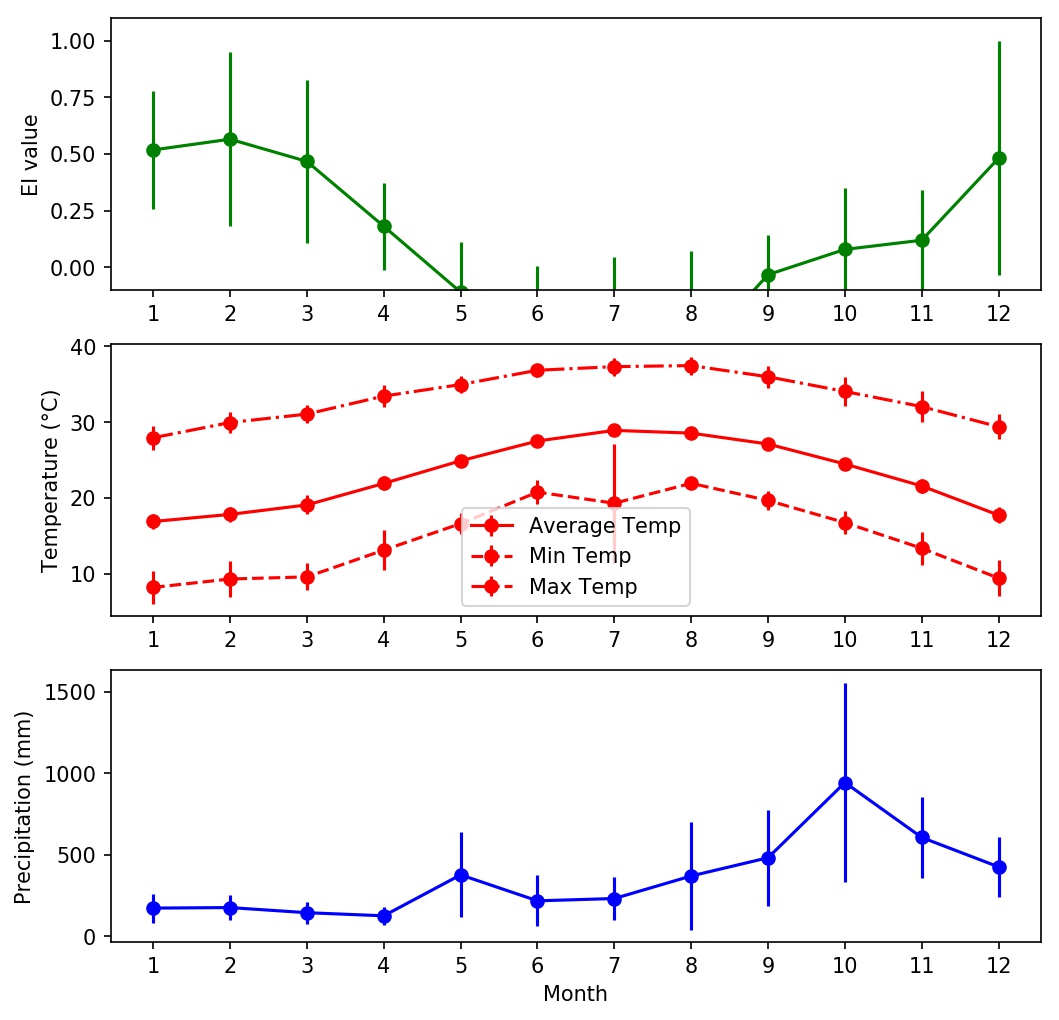 EI value
1.00
0.75
0.50
0.25
0.00
1 2 3 4 5 6 7 8 9 10 11 12
Temperature (°C)
40
30
20
10
Average Temp
Min Temp
Max Temp
1 2 3 4 5 6 7 8 9 10 11 12
Precipitation (mm)
1500
1000
500
0
1 2 3 4 5 6 7 8 9 10 11 12
Month